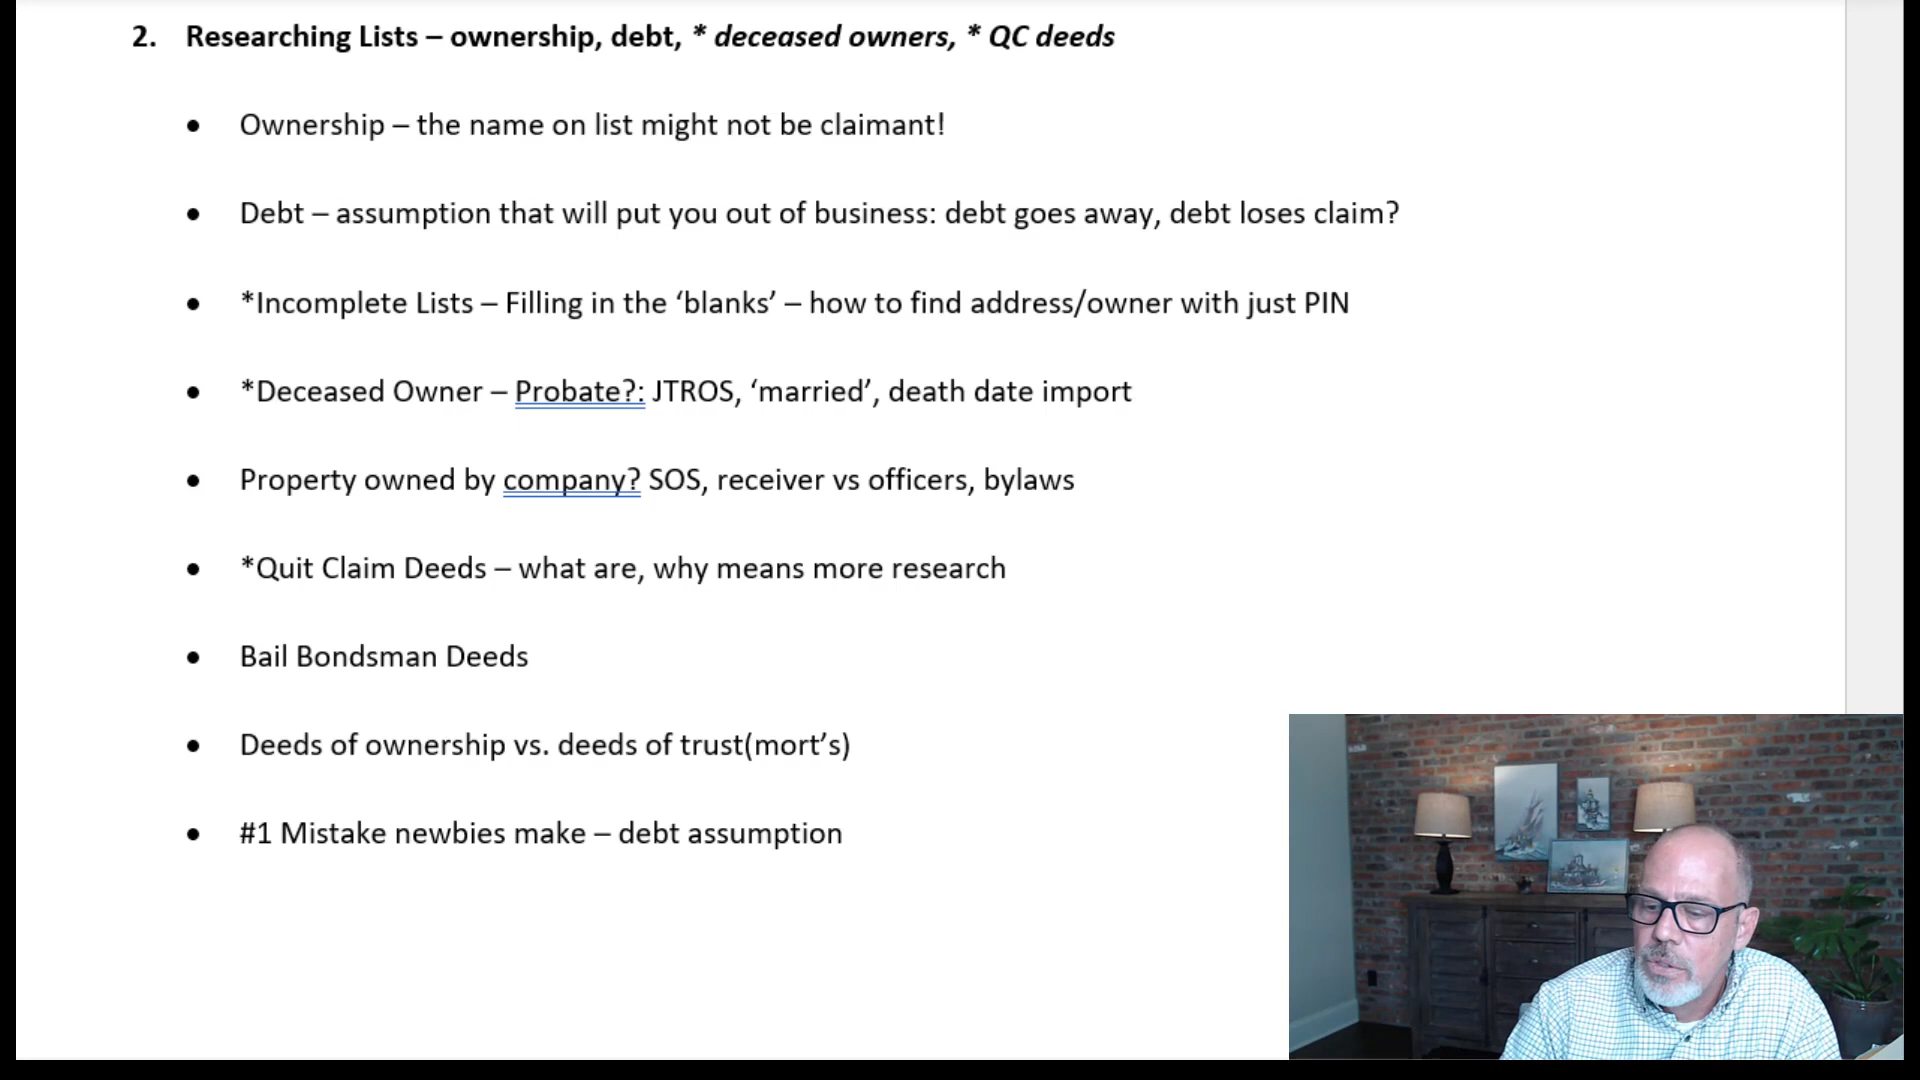 2. Researching Lists – ownership, debt, * deceased owners, * QC deeds
• Ownership – the name on list might not be claimant!
• Debt – assumption that will put you out of business: debt goes away, debt loses claim?
• *Incomplete Lists – Filling in the ‘blanks’ – how to find address/owner with just PIN
• *Deceased Owner – Probate?: JTROS, ‘married’, death date import
• Property owned by company? SOS, receiver vs officers, bylaws
• *Quit Claim Deeds – what are, why means more research
• Bail Bondsman Deeds
• Deeds of ownership vs. deeds of trust(mort’s)
• #1 Mistake newbies make – debt assumption